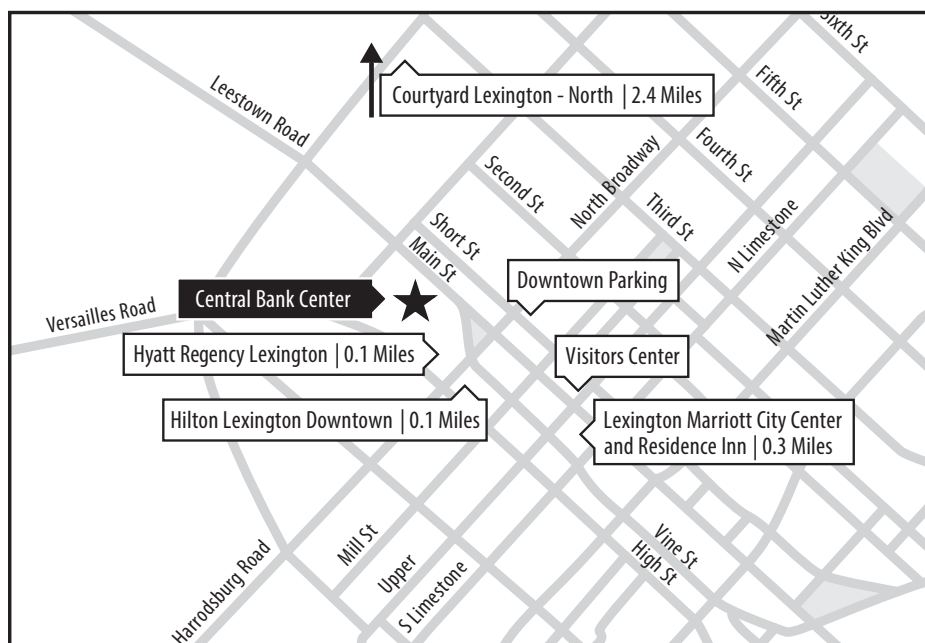 Sixth St
Leestown Road
Courtyard Lexington - North | 2.4 Miles
Fifth St
Fourth St
Second St
North Broadway
Third St
N Limestone
Short St
Main St
Martin Luther King Blvd
Downtown Parking
Central Bank Center
Versailles Road
Hyatt Regency Lexington | 0.1 Miles
Visitors Center
Hilton Lexington Downtown | 0.1 Miles
Lexington Marriott City Center
and Residence Inn | 0.3 Miles
Mill St
Upper
Vine St
High St
Harrodsburg Road
S Limestone